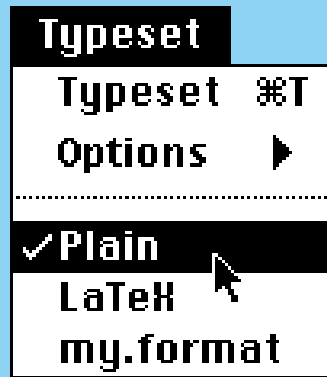 Typeset
Typeset ⌘T
Options ▶
✓Plain
LaTeX
my.format